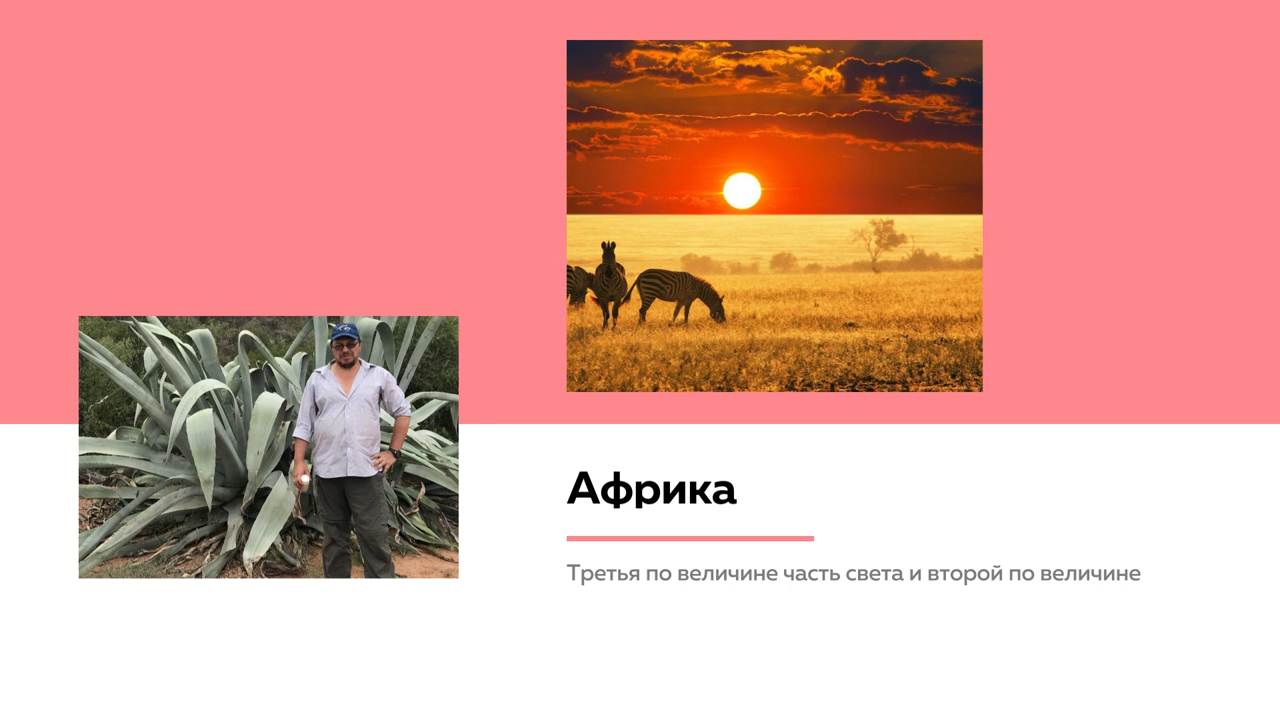 Африка
Третья по величине часть света и второй по величине